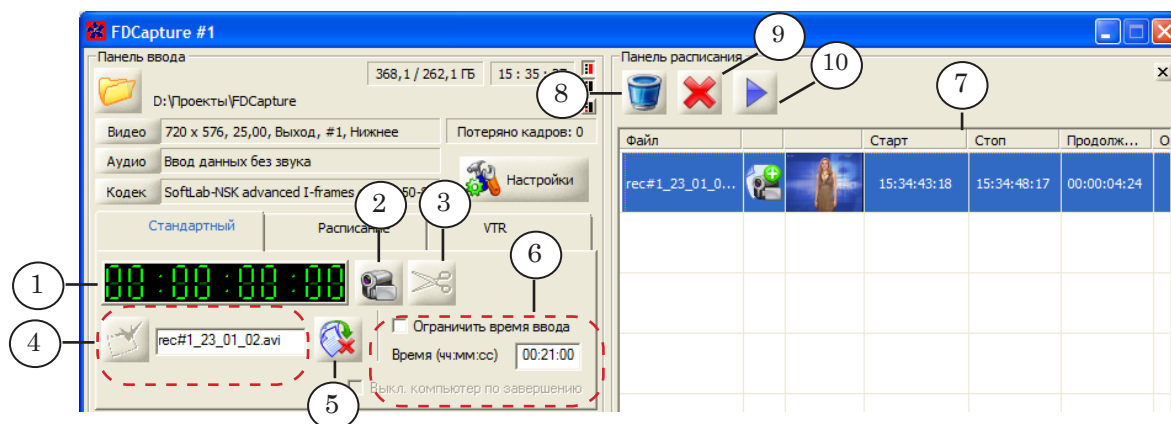 FDCapture #1
Панель ввода
368,1 / 262,1 ГБ
15 : 35 :
D:\Проекты\FDCapture
Видео 720 x 576, 25,00, Выход, #1, Нижнее Потеряно кадров: 0
Аудио Ввод данных без звука
Кодек SoftLab-NSK advanced I-frames
Настройки
Стандартный Расписание VTR
00:00:00:00
rec#1_23_01_02.avi
Ограничить время ввода
Время (чч:мм:сс) 00:21:00
Выкл. компьютер по завершению
1
2
3
4
5
6
Панель расписания
7
8
9
10
Файл Старт Стоп Продолж... О
rec#1_23_01_0... 15:34:43:18 15:34:48:17 00:00:04:24